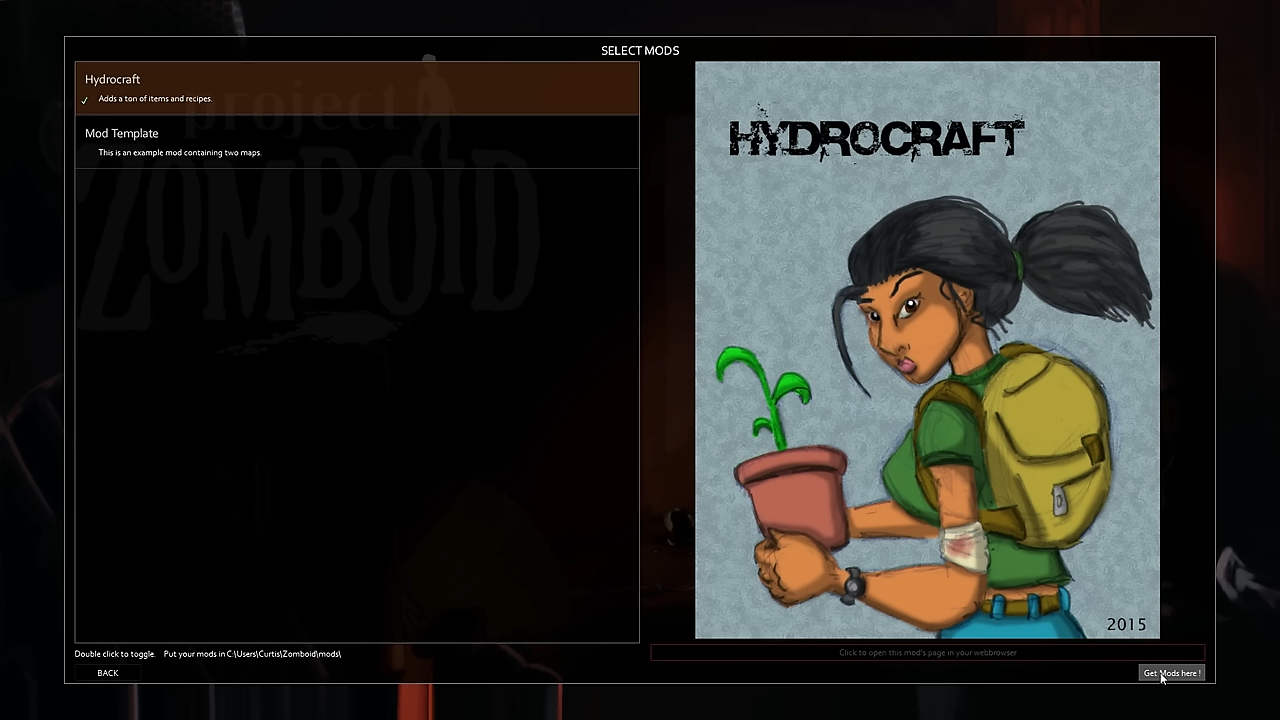 SELECT MODS
Hydrocraft
✓ Adds a ton of items and recipes.
Mod Template
This is an example mod containing two maps.
project
ZOMBOID
HYDROCRAFT
2015
Double click to toggle. Put your mods in C:\Users\Curtis\Zomboid\mods\
Click to open this mod's page in your webbrowser
BACK
Get Mods here !